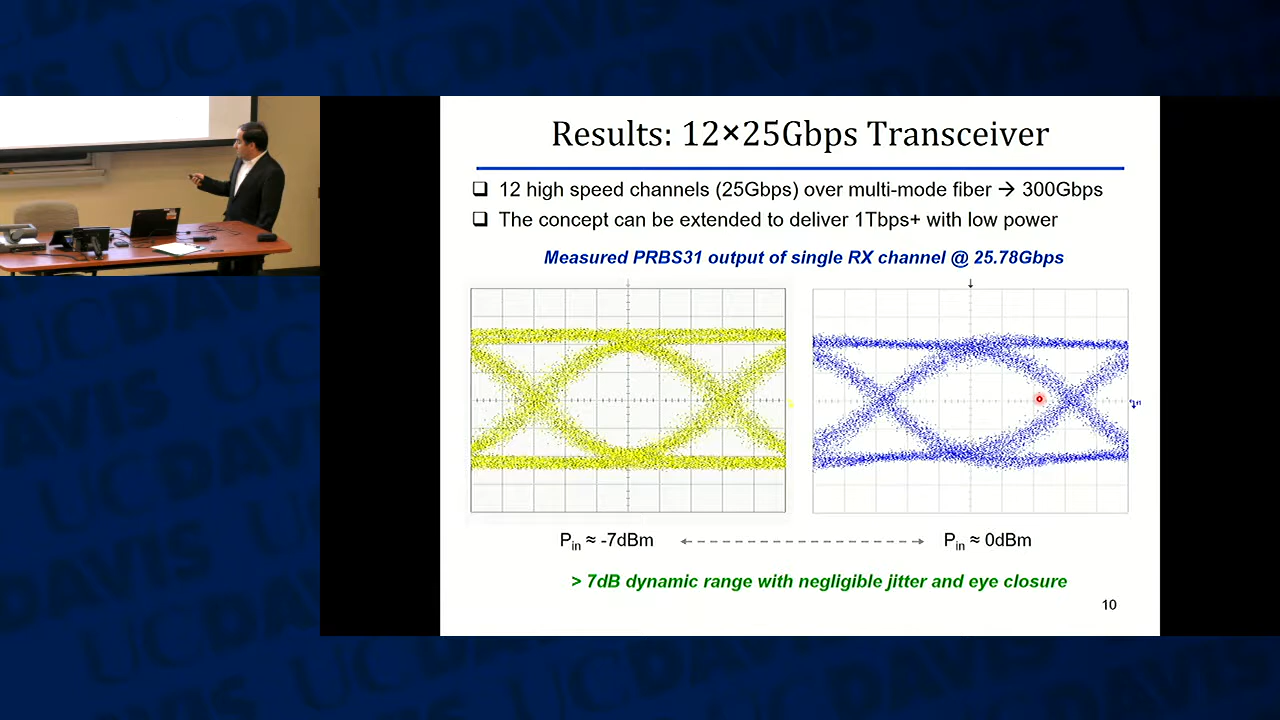 Results: 12×25Gbps Transceiver
❑ 12 high speed channels (25Gbps) over multi-mode fiber → 300Gbps
❑ The concept can be extended to deliver 1Tbps+ with low power
Measured PRBS31 output of single RX channel @ 25.78Gbps
Pin ≈ -7dBm
Pin ≈ 0dBm
> 7dB dynamic range with negligible jitter and eye closure
10
UCDAVIS